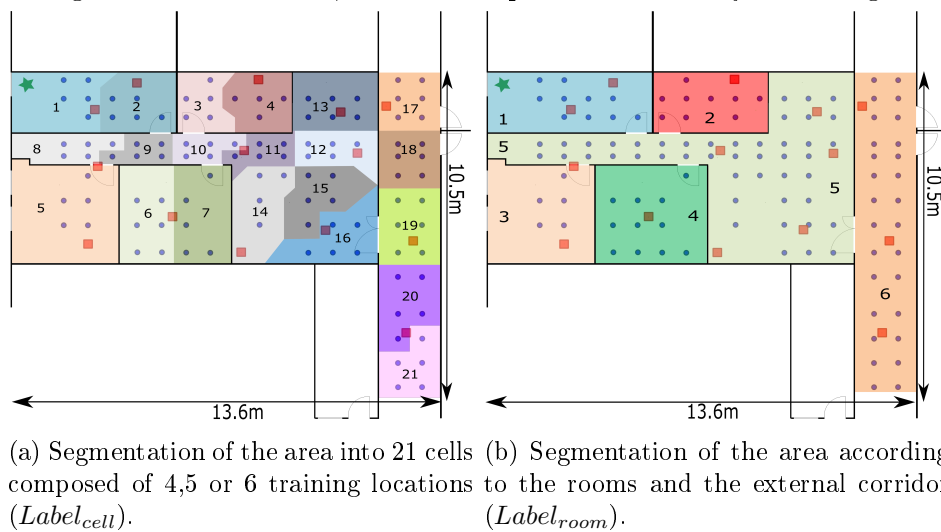 1 2 3 4 13 17
8 9 10 11 12 18
5 6 7 14 15 16 19
20
21
10.5m
13.6m
1 2
5
3 4 5
6
10.5m
13.6m
(a) Segmentation of the area into 21 cells
composed of 4,5 or 6 training locations
(Label_cell).
(b) Segmentation of the area according
to the rooms and the external corridor
(Label_room).